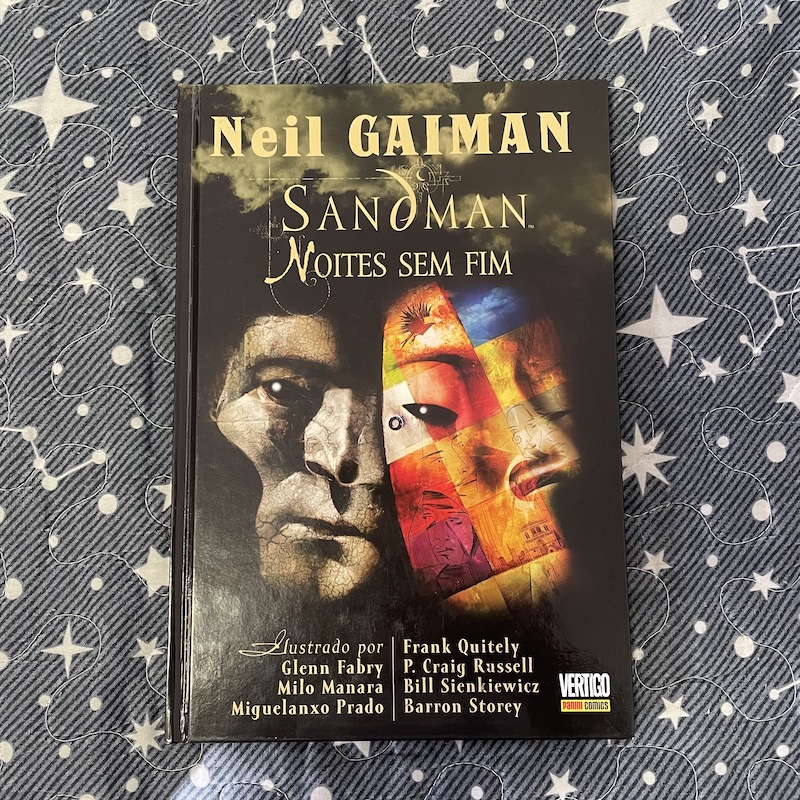 Neil GAIMAN
SANDMAN™
NOITES SEM FIM
Ilustrado por
Glenn Fabry
Milo Manara
Miguelanxo Prado
Frank Quitely
P. Craig Russell
Bill Sienkiewicz
Barron Storey
VERTIGO
PANINI COMICS